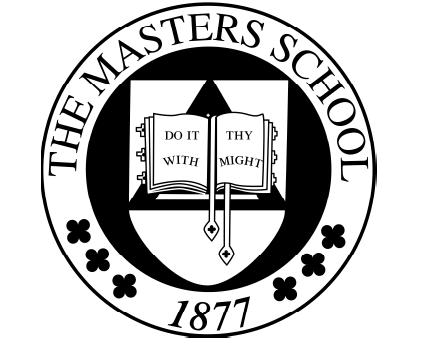 THE MASTERS SCHOOL
DO IT THY
WITH MIGHT
1877